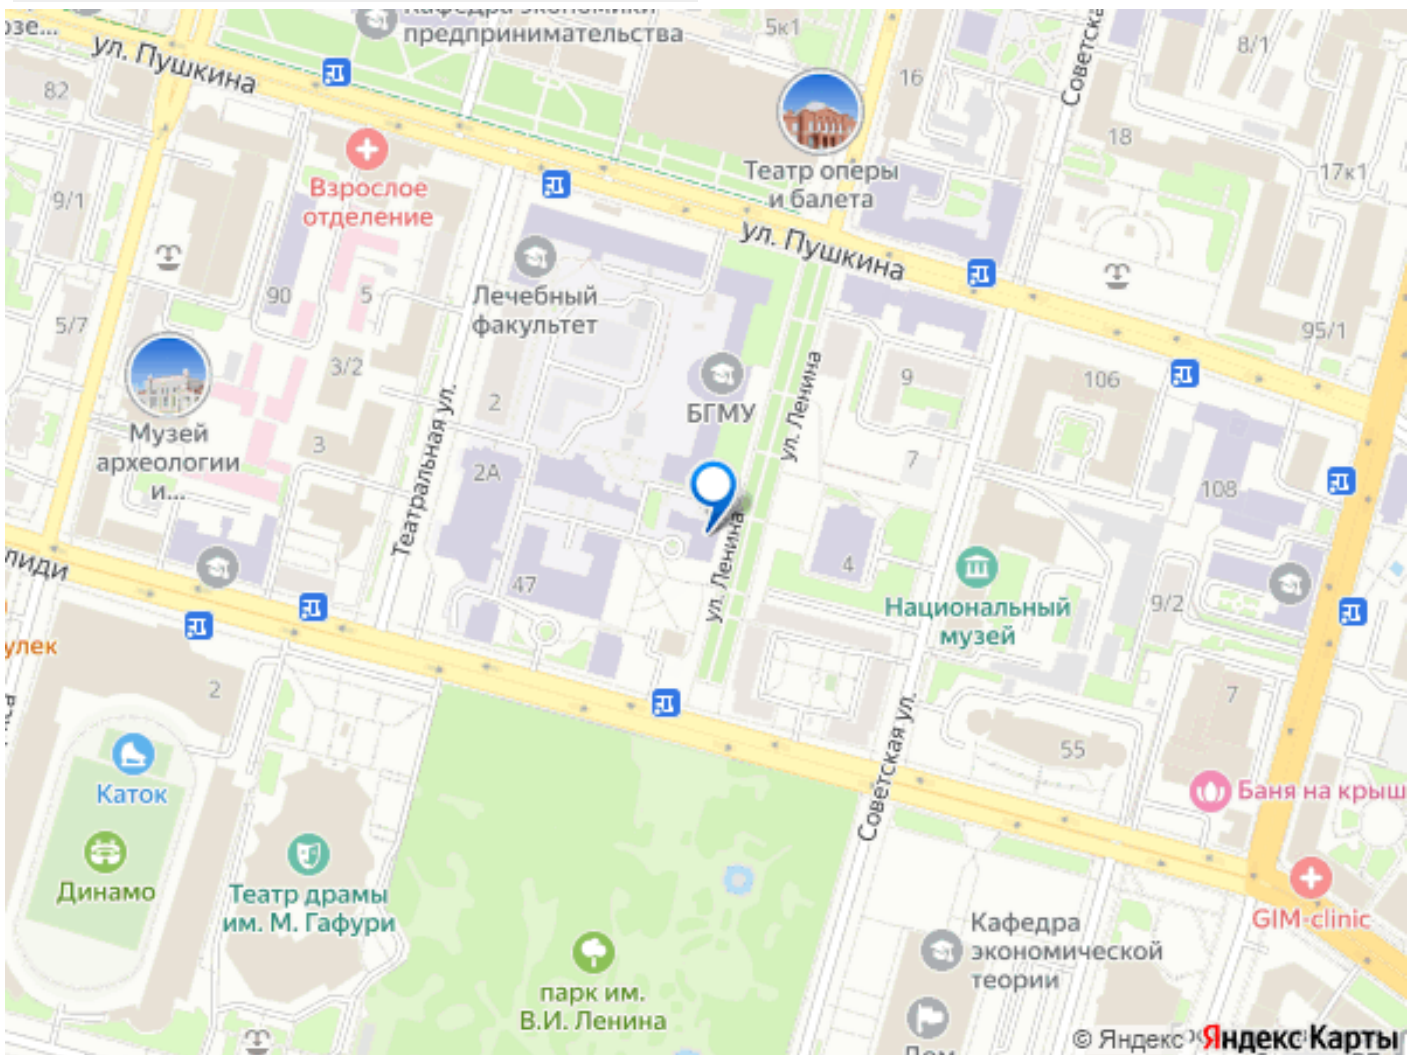 Кафедра экономики
предпринимательства
5к1
8/1
ул. Пушкина
82
16
18
17к1
Театр оперы
и балета
Взрослое
отделение
9/1
ул. Пушкина
Лечебный
факультет
90
5
5/7
95/1
3/2
ул. Ленина
9
106
2
БГМУ
Театральная ул.
Музей
археологии
и...
3
2А
7
108
ул. Ленина
4
47
Национальный
музей
9/2
2
7
Советская ул.
55
Каток
Баня на крыш
Динамо
Театр драмы
им. М. Гафури
GIM-clinic
Кафедра
экономической
теории
парк им.
В.И. Ленина
© Яндекс
Яндекс Карты